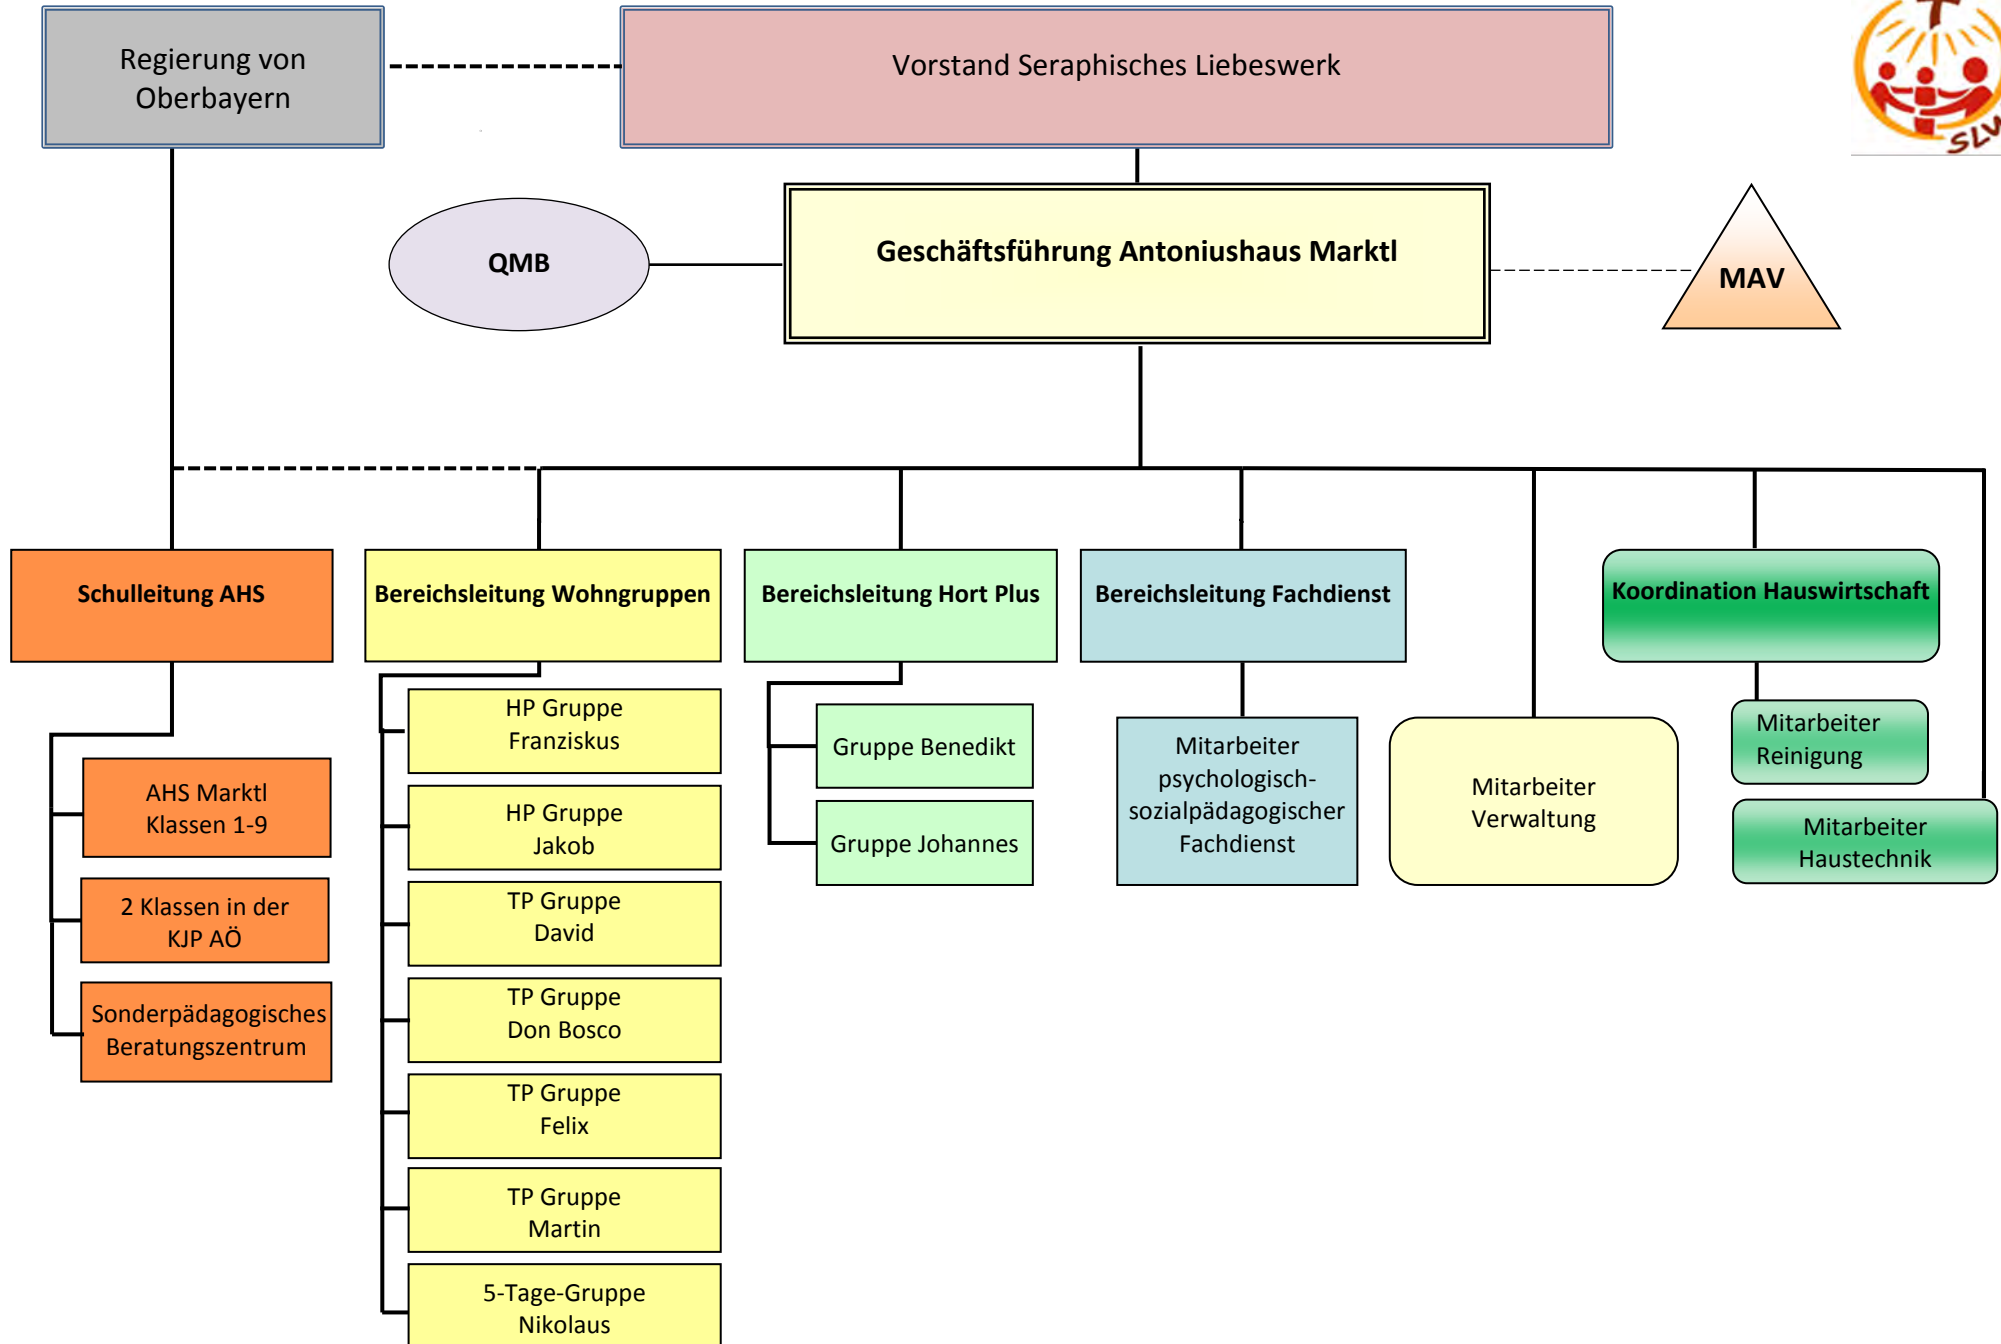 Regierung von
Oberbayern
Vorstand Seraphisches Liebeswerk
SLW
QMB
Geschäftsführung Antoniushaus Marktl
MAV
Schulleitung AHS
Bereichsleitung Wohngruppen
Bereichsleitung Hort Plus
Bereichsleitung Fachdienst
Koordination Hauswirtschaft
AHS Marktl
Klassen 1-9
2 Klassen in der
KJP AÖ
Sonderpädagogisches
Beratungszentrum
HP Gruppe
Franziskus
HP Gruppe
Jakob
TP Gruppe
David
TP Gruppe
Don Bosco
TP Gruppe
Felix
TP Gruppe
Martin
5-Tage-Gruppe
Nikolaus
Gruppe Benedikt
Gruppe Johannes
Mitarbeiter
psychologisch-
sozialpädagogischer
Fachdienst
Mitarbeiter
Verwaltung
Mitarbeiter
Reinigung
Mitarbeiter
Haustechnik